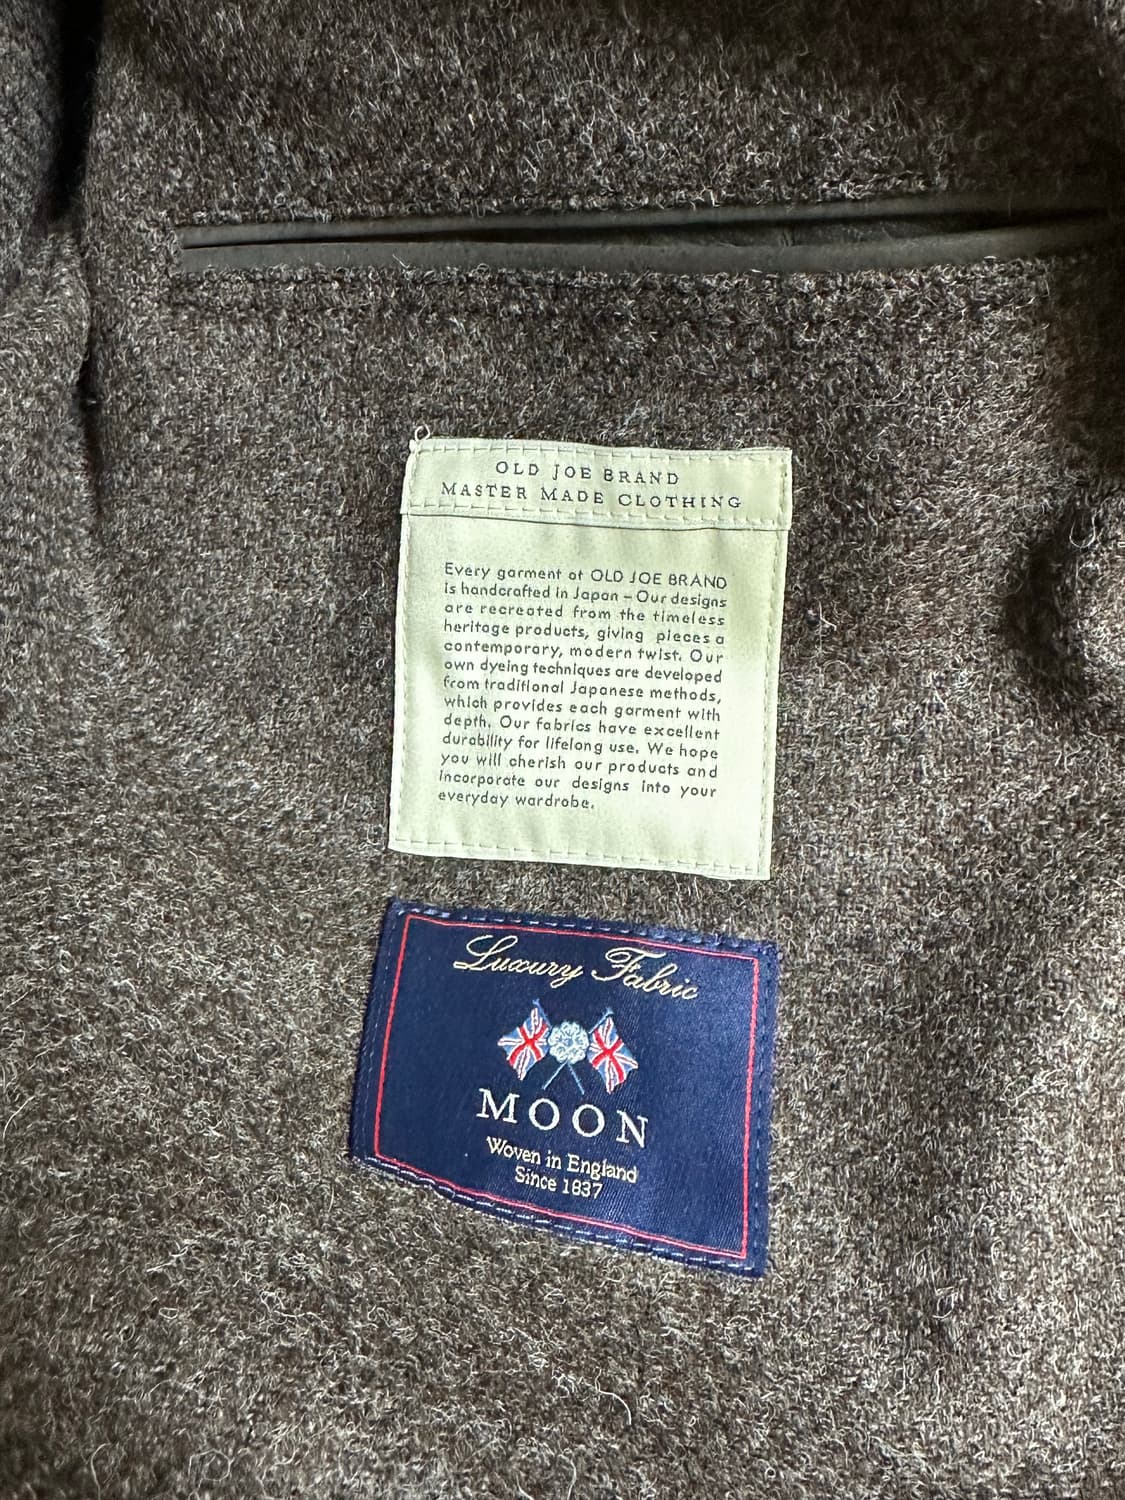 OLD JOE BRAND
MASTER MADE CLOTHING
Every garment of OLD JOE BRAND
is handcrafted in Japan – Our designs
are recreated from the timeless
heritage products, giving pieces a
contemporary, modern twist. Our
own dyeing techniques are developed
from traditional Japanese methods,
which provides each garment with
depth. Our fabrics have excellent
durability for lifelong use. We hope
you will cherish our products and
incorporate our designs into your
everyday wardrobe.
Luxury Fabric
MOON
Woven in England
Since 1837